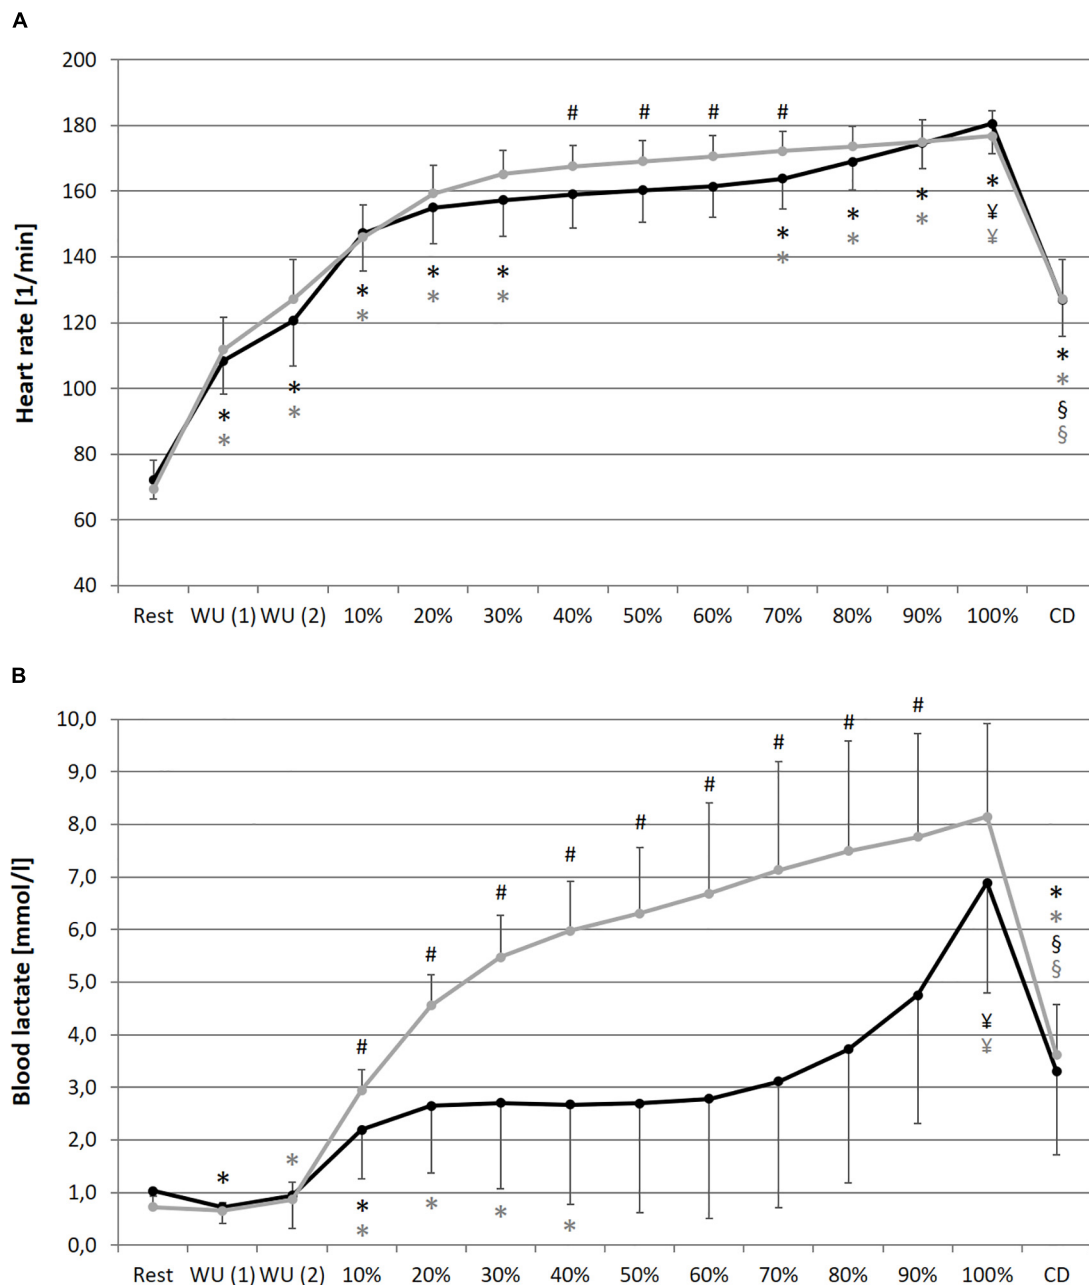 A
200
180
160
140
120
100
80
60
40
Heart rate [1/min]
# # # #
* * * * * * * * * * *
* * * * * * * * *
¥
¥
*
§
§
Rest WU (1) WU (2) 10% 20% 30% 40% 50% 60% 70% 80% 90% 100% CD
B
10,0
9,0
8,0
7,0
6,0
5,0
4,0
3,0
2,0
1,0
0,0
Blood lactate [mmol/l]
# # # # # # # # #
* * * * * * *
¥
¥
*
*
§
§
Rest WU (1) WU (2) 10% 20% 30% 40% 50% 60% 70% 80% 90% 100% CD